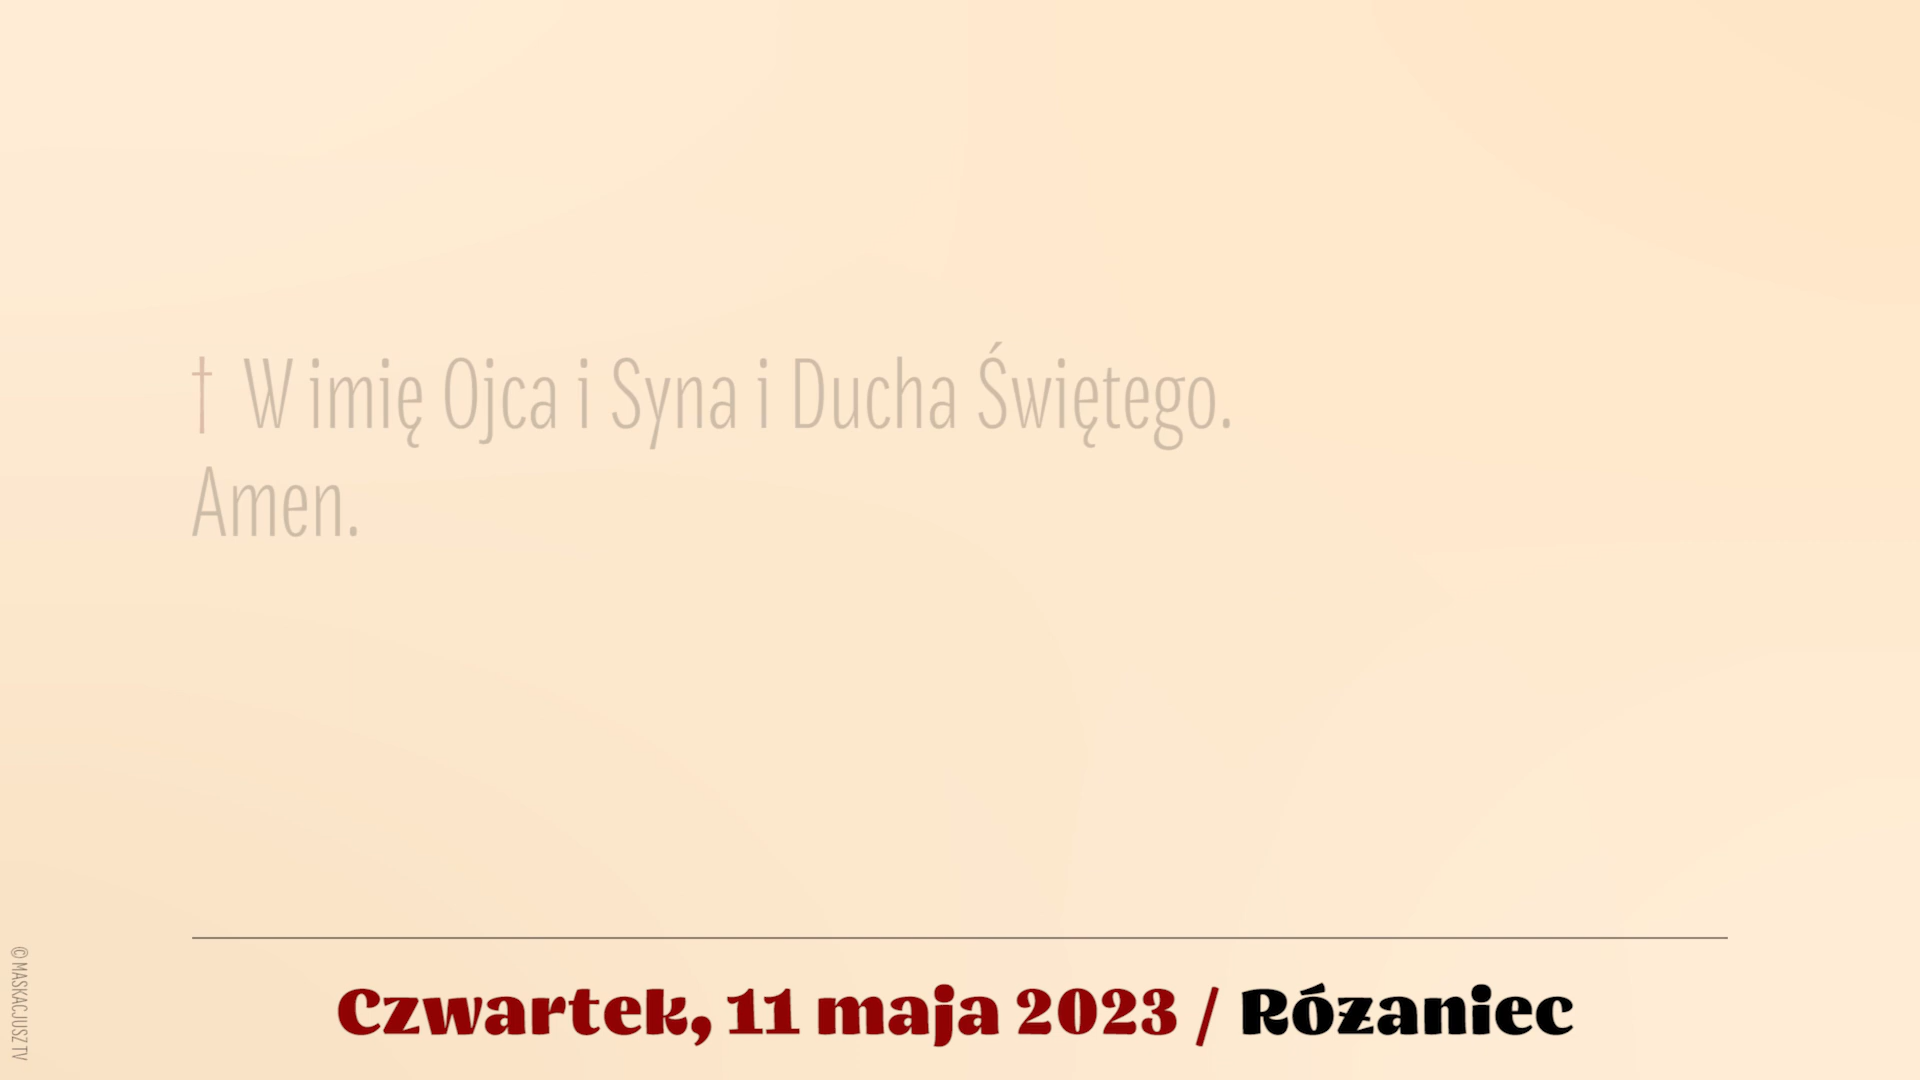 † W imię Ojca i Syna i Ducha Świętego.
Amen.
Czwartek, 11 maja 2023 / Różaniec
© MASKACJUSZ TV